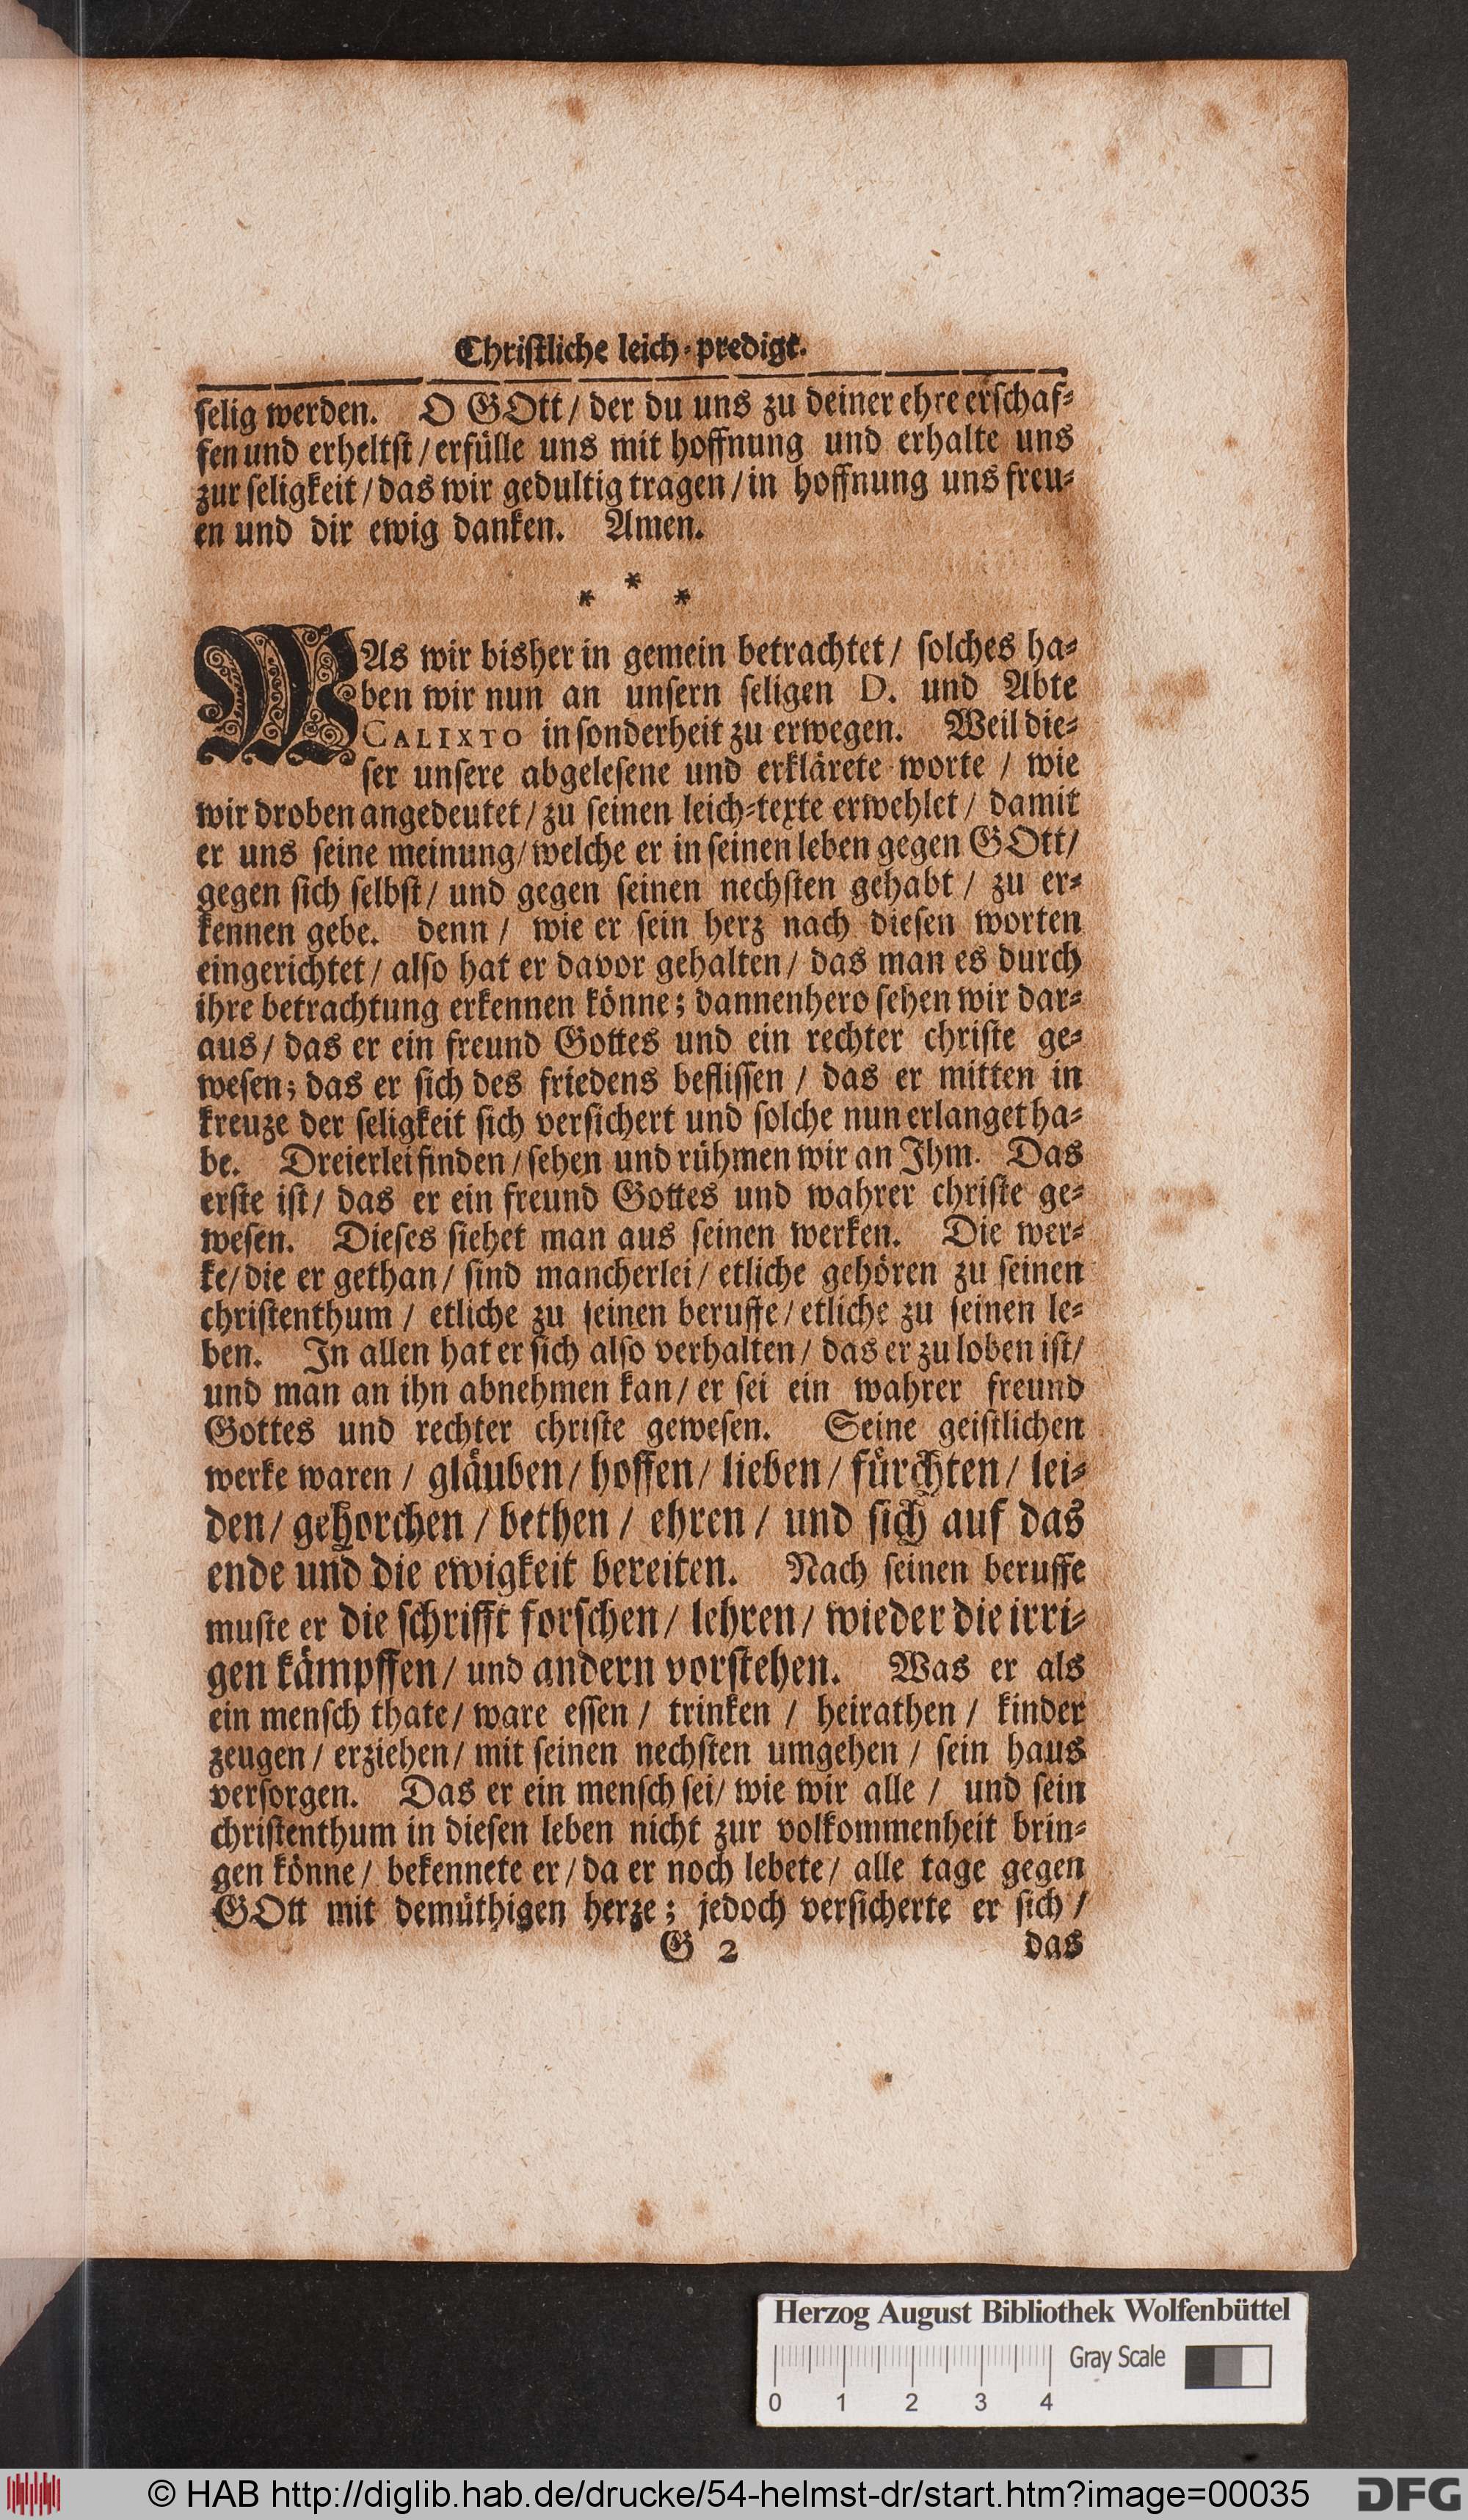 Christliche leich-predigt.
selig werden. O GOtt / der du uns zu deiner ehre erschaf-
fen und erheltst / erfülle uns mit hoffnung und erhalte uns
zur seligkeit / das wir gedultig tragen / in hoffnung uns freu-
en und dir ewig danken. Amen.
* * *
WAs wir bisher in gemein betrachtet / solches ha-
ben wir nun an unsern seligen D. und Abte
CALIXTO insonderheit zu erwegen. Weil die-
ser unsere abgelesene und erklärete worte / wie
wir droben angedeutet / zu seinen leich-texte erwehlet / damit
er uns seine meinung / welche er in seinen leben gegen GOtt /
gegen sich selbst / und gegen seinen nechsten gehabt / zu er-
kennen gebe. denn / wie er sein herz nach diesen worten
eingerichtet / also hat er davor gehalten / das man es durch
ihre betrachtung erkennen könne; dannenhero sehen wir dar-
aus / das er ein freund Gottes und ein rechter christe ge-
wesen; das er sich des friedens beflissen / das er mitten in
kreuze der seligkeit sich versichert und solche nun erlanget ha-
be. Dreierlei finden / sehen und rühmen wir an Ihm. Das
erste ist / das er ein freund Gottes und wahrer christe ge-
wesen. Dieses siehet man aus seinen werken. Die wer-
ke / die er gethan / sind mancherlei / etliche gehören zu seinen
christenthum / etliche zu seinen beruffe / etliche zu seinen le-
ben. In allen hat er sich also verhalten / das er zu loben ist /
und man an ihn abnehmen kan / er sei ein wahrer freund
Gottes und rechter christe gewesen. Seine geistlichen
werke waren / gläuben / hoffen / lieben / fürchten / lei-
den / gehorchen / bethen / ehren / und sich auf das
ende und die ewigkeit bereiten. Nach seinen beruffe
muste er die schrifft forschen / lehren / wieder die irri-
gen kämpffen / und andern vorstehen. Was er als
ein mensch thate / ware essen / trinken / heirathen / kinder
zeugen / erziehen / mit seinen nechsten umgehen / sein haus
versorgen. Das er ein mensch sei / wie wir alle / und sein
christenthum in diesen leben nicht zur volkommenheit brin-
gen könne / bekennete er / da er noch lebete / alle tage gegen
GOtt mit demüthigen herze; jedoch versicherte er sich /
G 2 das
Herzog August Bibliothek Wolfenbüttel
Gray Scale
0 1 2 3 4
© HAB http://diglib.hab.de/drucke/54-helmst-dr/start.htm?image=00035 DFG